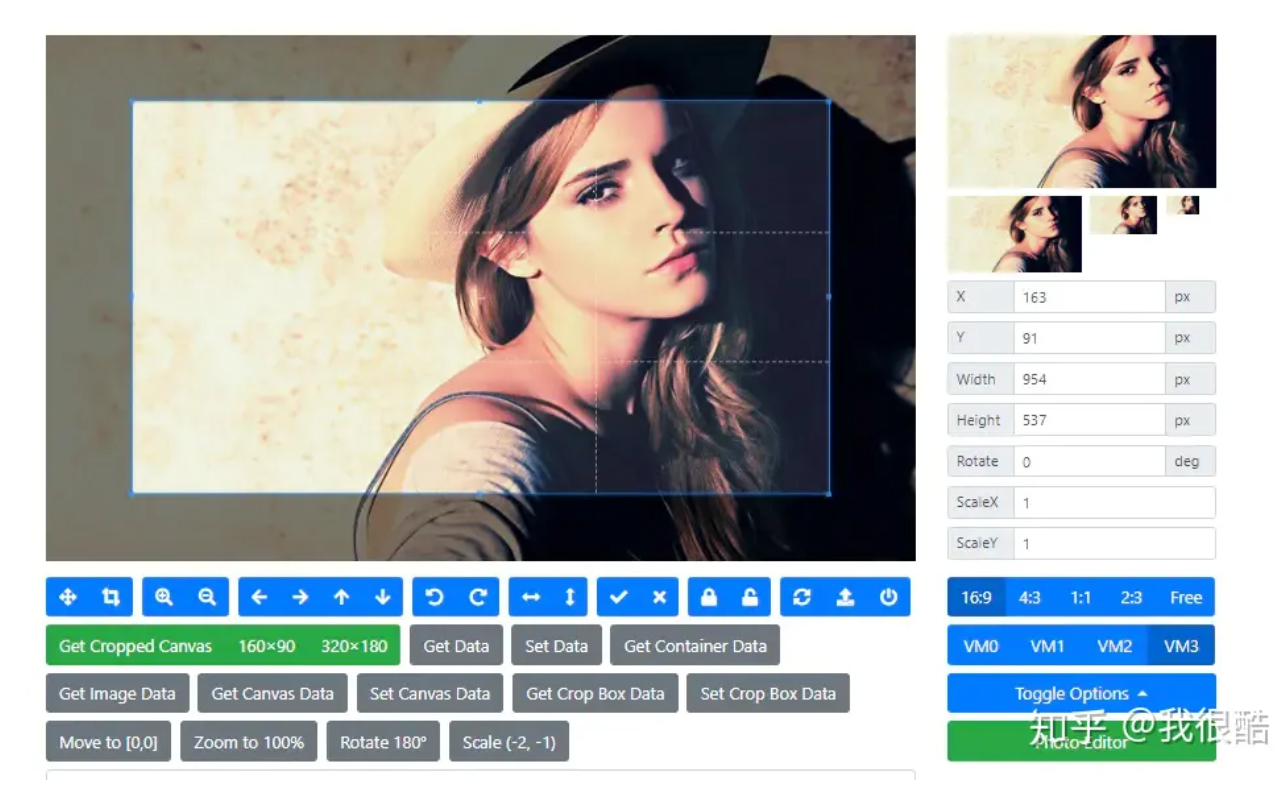 X 163 px
Y 91 px
Width 954 px
Height 537 px
Rotate 0 deg
ScaleX 1
ScaleY 1
16:9 4:3 1:1 2:3 Free
Get Cropped Canvas 160×90 320×180 Get Data Set Data Get Container Data
VM0 VM1 VM2 VM3
Get Image Data Get Canvas Data Set Canvas Data Get Crop Box Data Set Crop Box Data
Toggle Options
Move to [0,0] Zoom to 100% Rotate 180° Scale (-2, -1)
Photo Editor
知乎 @我很酷